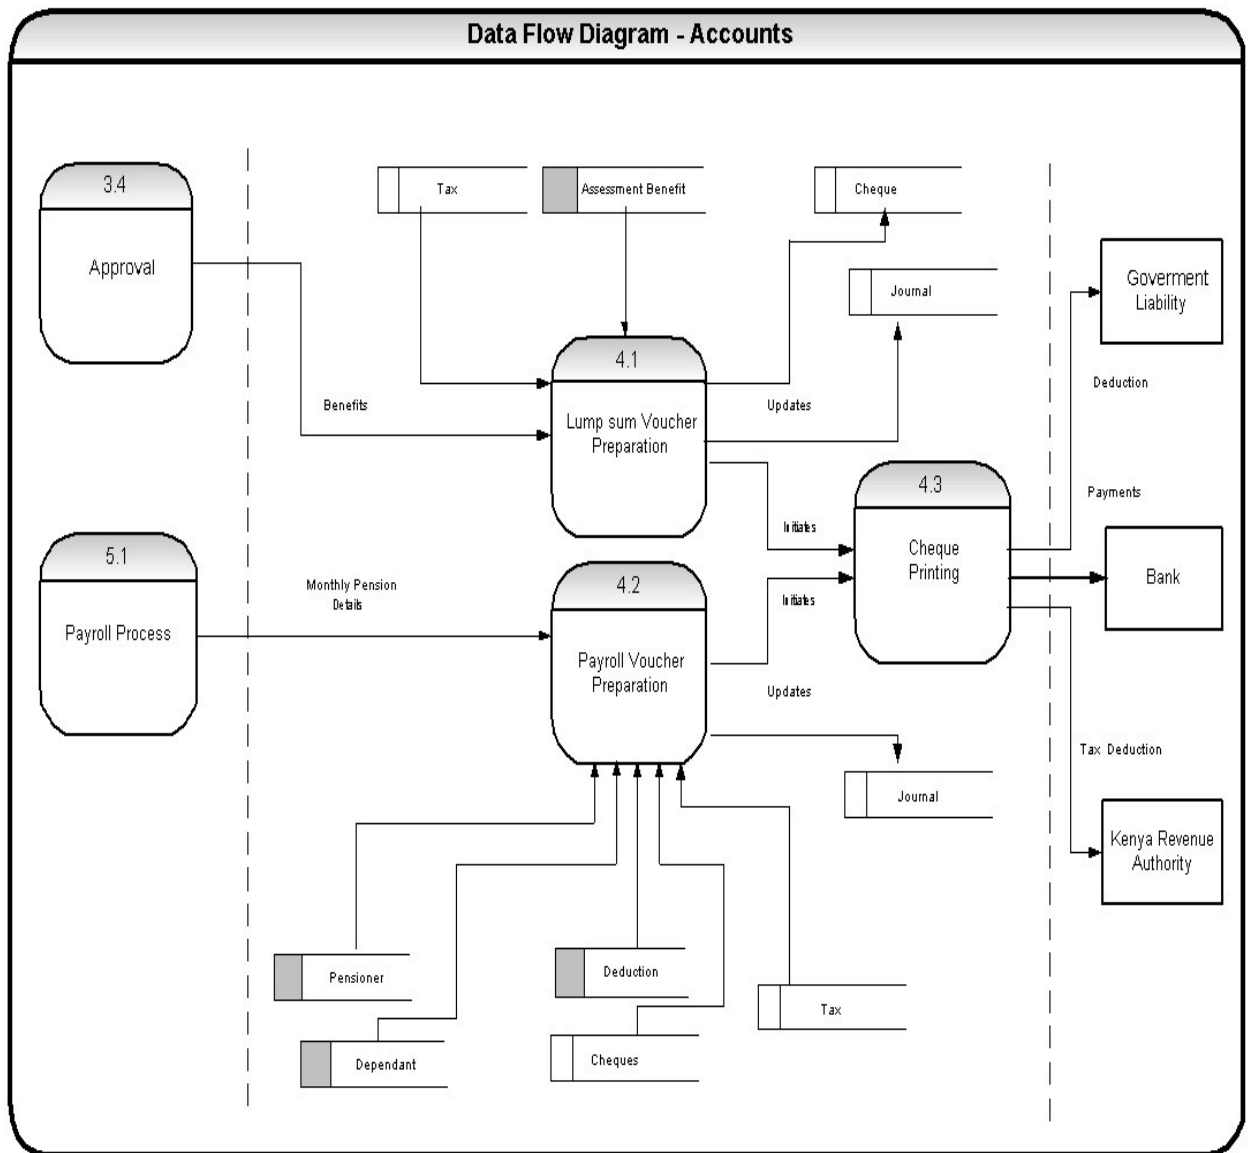 Data Flow Diagram - Accounts
3.4
Approval
Tax
Assessment Benefit
Cheque
Journal
Goverment
Liability
4.1
Lump sum Voucher
Preparation
Benefits
Updates
Deduction
4.3
Cheque
Printing
Payments
Initiates
Bank
5.1
Payroll Process
Monthly Pension
Details
4.2
Payroll Voucher
Preparation
Initiates
Updates
Tax Deduction
Journal
Kenya Revenue
Authority
Pensioner
Deduction
Tax
Dependant
Cheques